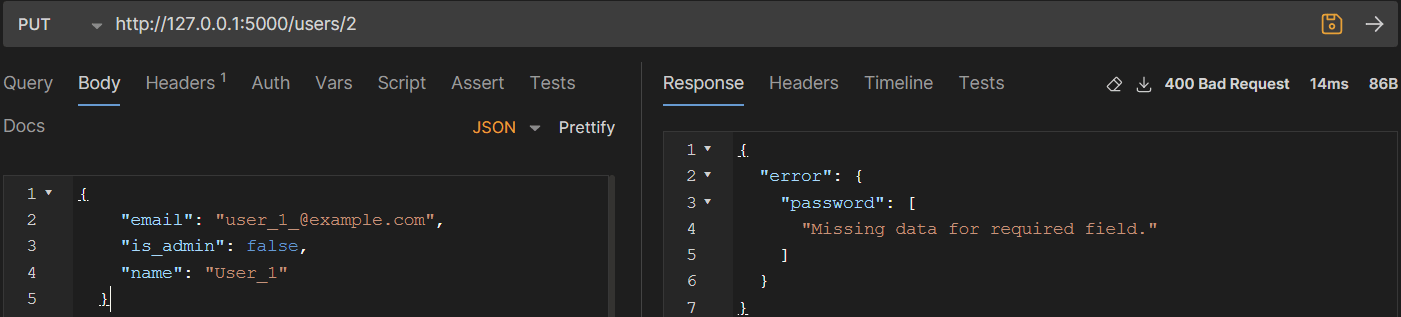 PUT http://127.0.0.1:5000/users/2
Query Body Headers 1 Auth Vars Script Assert Tests
Docs JSON Prettify
1 {
2 "email": "user_1_@example.com",
3 "is_admin": false,
4 "name": "User_1"
5 }
Response Headers Timeline Tests 400 Bad Request 14ms 86B
1 {
2 "error": {
3 "password": [
4 "Missing data for required field."
5 ]
6 }
7 }